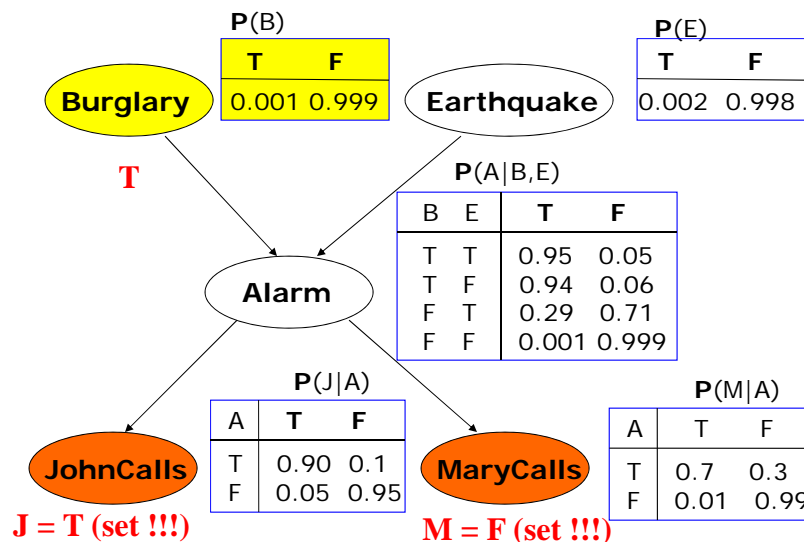 P(B)
T F
0.001 0.999
Burglary
Earthquake
P(E)
T F
0.002 0.998
T
P(A|B,E)
B E T F
T T 0.95 0.05
T F 0.94 0.06
F T 0.29 0.71
F F 0.001 0.999
Alarm
P(J|A)
A T F
T 0.90 0.1
F 0.05 0.95
P(M|A)
A T F
T 0.7 0.3
F 0.01 0.99
JohnCalls
MaryCalls
J = T (set !!!)
M = F (set !!!)